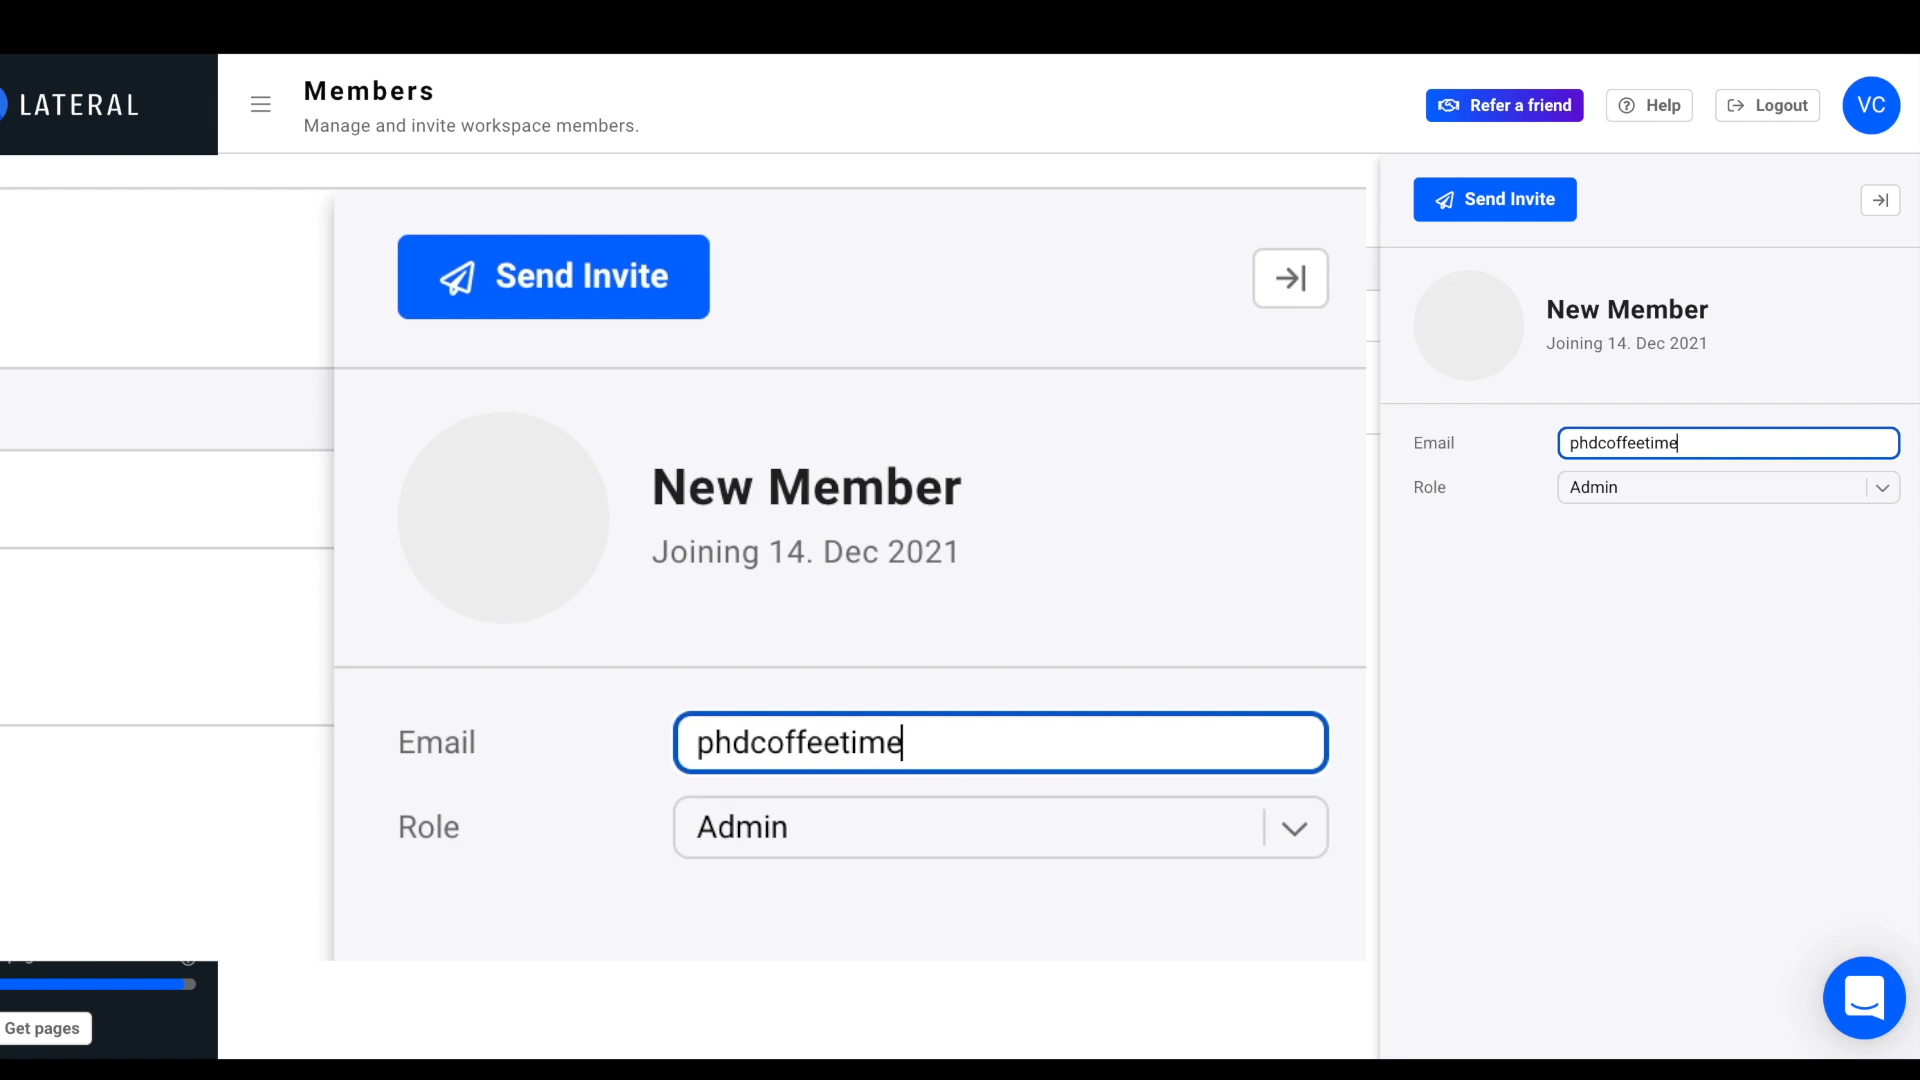 LATERAL
Members
Manage and invite workspace members.
Refer a friend
Help
Logout
VC
Send Invite
New Member
Joining 14. Dec 2021
Email
phdcoffeetime
Role
Admin
Send Invite
New Member
Joining 14. Dec 2021
Email
phdcoffeetime
Role
Admin
Get pages